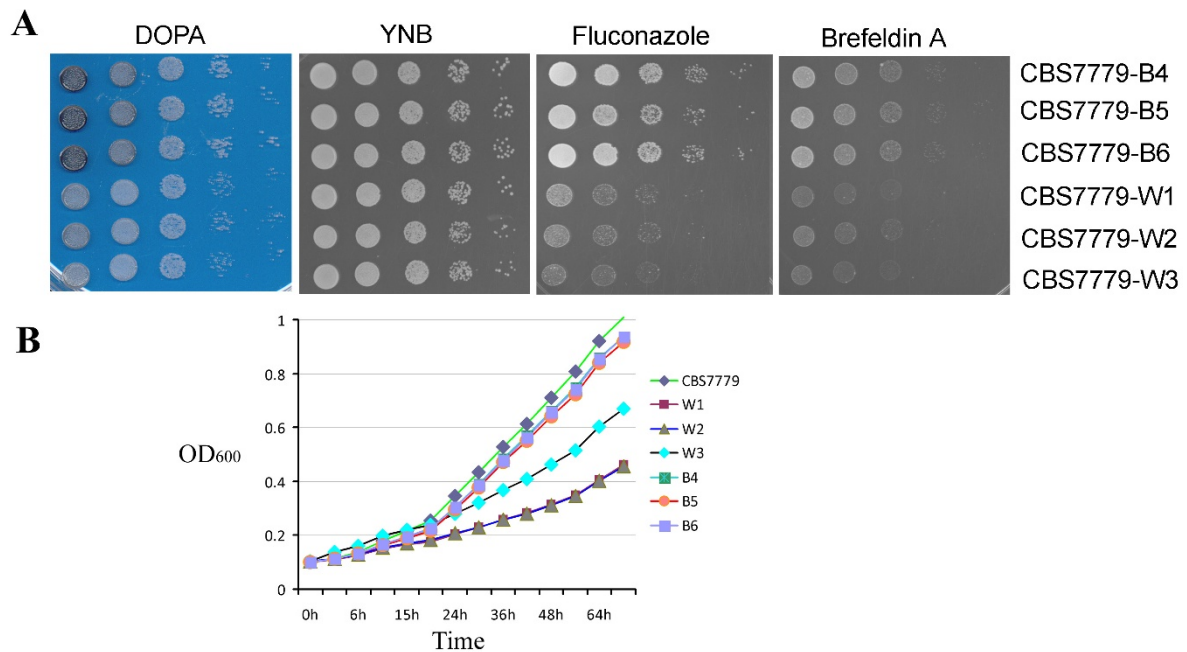 A
DOPA YNB Fluconazole Brefeldin A
CBS7779-B4
CBS7779-B5
CBS7779-B6
CBS7779-W1
CBS7779-W2
CBS7779-W3
B
1
0.8
0.6
0.4
0.2
0
OD600
0h 6h 15h 24h 36h 48h 64h
Time
CBS7779
W1
W2
W3
B4
B5
B6